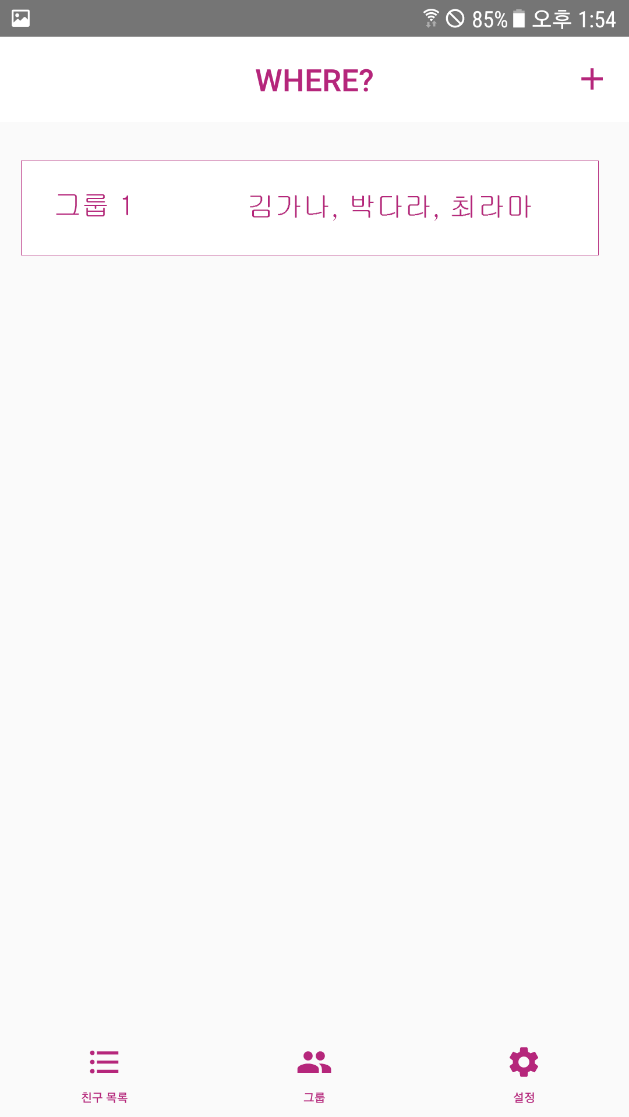 85% 오후 1:54
WHERE? +
그룹 1 김가나, 박다라, 최라마
친구 목록 그룹 설정